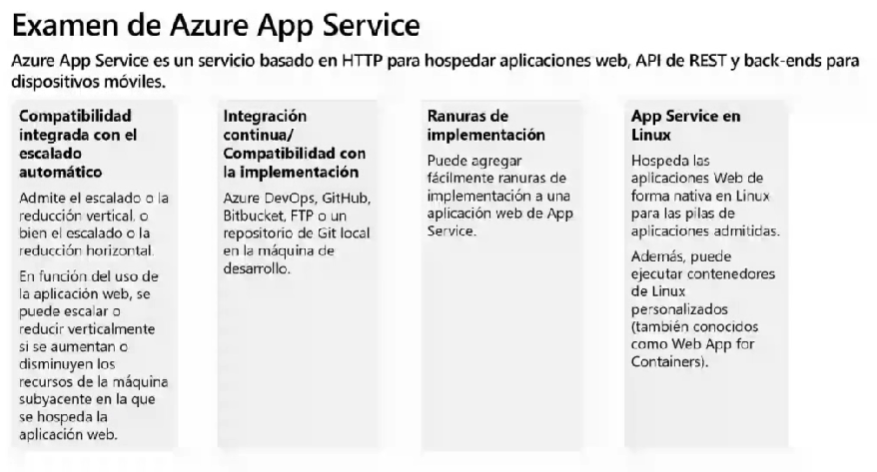 Examen de Azure App Service
Azure App Service es un servicio basado en HTTP para hospedar aplicaciones web, API de REST y back-ends para
dispositivos móviles.
Compatibilidad
integrada con el
escalado
automático
Admite el escalado o la
reducción vertical, o
bien el escalado o la
reducción horizontal.
En función del uso de
la aplicación web, se
puede escalar o
reducir verticalmente
si se aumentan o
disminuyen los
recursos de la máquina
subyacente en la que
se hospeda la
aplicación web.
Integración
continua/
Compatibilidad con
la implementación
Azure DevOps, GitHub,
Bitbucket, FTP o un
repositorio de Git local
en la máquina de
desarrollo.
Ranuras de
implementación
Puede agregar
fácilmente ranuras de
implementación a una
aplicación web de App
Service.
App Service en
Linux
Hospeda las
aplicaciones Web de
forma nativa en Linux
para las pilas de
aplicaciones admitidas.
Además, puede
ejecutar contenedores
de Linux
personalizados
(también conocidos
como Web App for
Containers).